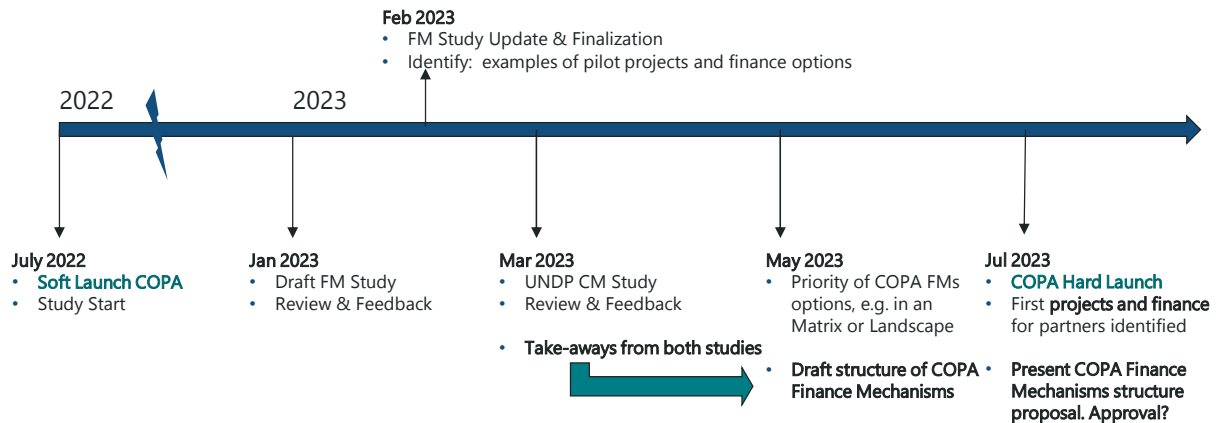 Feb 2023
• FM Study Update & Finalization
• Identify: examples of pilot projects and finance options
2022
2023
July 2022
• Soft Launch COPA
• Study Start
Jan 2023
• Draft FM Study
• Review & Feedback
Mar 2023
• UNDP CM Study
• Review & Feedback
• Take-aways from both studies
May 2023
• Priority of COPA FMs
options, e.g. in an
Matrix or Landscape
• Draft structure of COPA
Finance Mechanisms
Jul 2023
• COPA Hard Launch
• First projects and finance
for partners identified
• Present COPA Finance
Mechanisms structure
proposal. Approval?